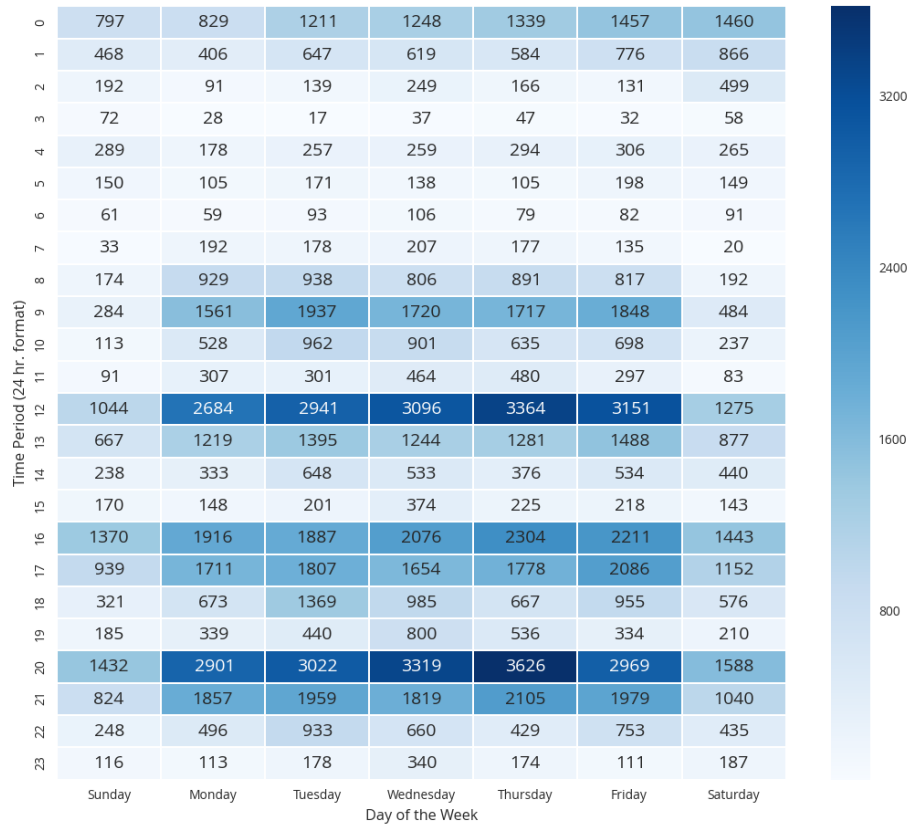 0 797 829 1211 1248 1339 1457 1460
1 468 406 647 619 584 776 866
2 192 91 139 249 166 131 499
3 72 28 17 37 47 32 58
4 289 178 257 259 294 306 265
5 150 105 171 138 105 198 149
6 61 59 93 106 79 82 91
7 33 192 178 207 177 135 20
8 174 929 938 806 891 817 192
9 284 1561 1937 1720 1717 1848 484
10 113 528 962 901 635 698 237
11 91 307 301 464 480 297 83
12 1044 2684 2941 3096 3364 3151 1275
13 667 1219 1395 1244 1281 1488 877
14 238 333 648 533 376 534 440
15 170 148 201 374 225 218 143
16 1370 1916 1887 2076 2304 2211 1443
17 939 1711 1807 1654 1778 2086 1152
18 321 673 1369 985 667 955 576
19 185 339 440 800 536 334 210
20 1432 2901 3022 3319 3626 2969 1588
21 824 1857 1959 1819 2105 1979 1040
22 248 496 933 660 429 753 435
23 116 113 178 340 174 111 187
Sunday Monday Tuesday Wednesday Thursday Friday Saturday
Day of the Week
Time Period (24 hr. format)
3200
2400
1600
800